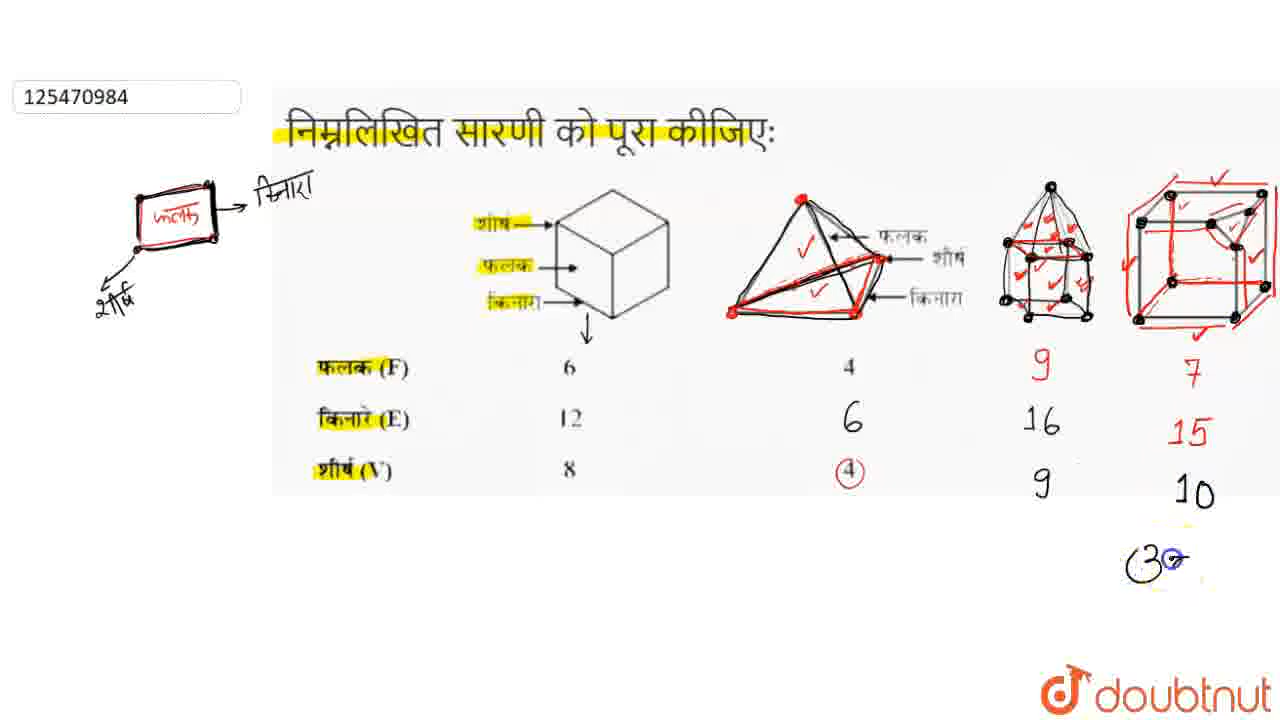 125470984
निम्नलिखित सारणी को पूरा कीजिएः
फलक
किनारा
शीर्ष
शीर्ष
फलक
किनारा
फलक
शीर्ष
किनारा
फलक (F) 6 4 9 7
किनारे (E) 12 6 16 15
शीर्ष (V) 8 4 9 10
doubtnut